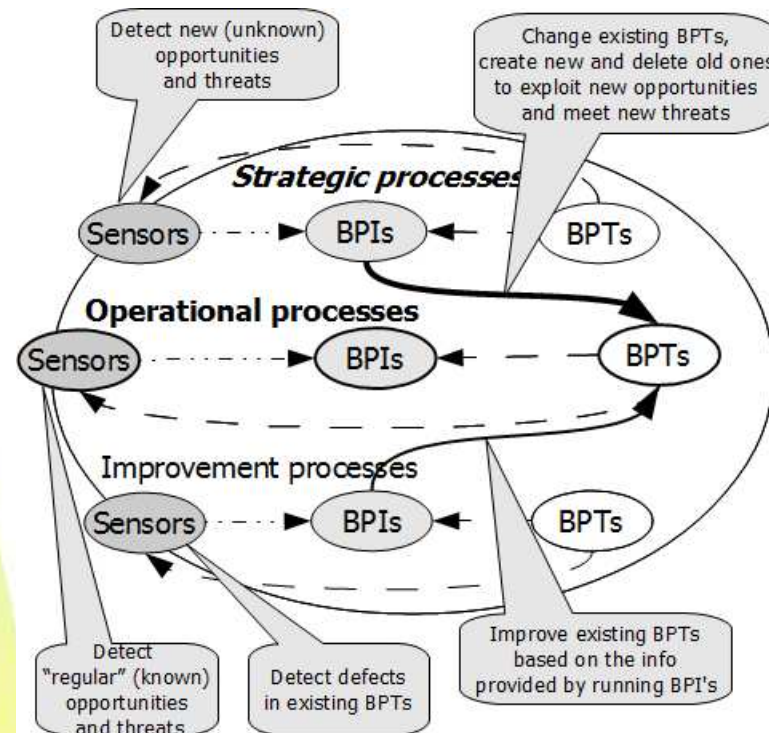 Detect new (unknown)
opportunities
and threats
Change existing BPTs,
create new and delete old ones
to exploit new opportunities
and meet new threats
Strategic processes
Sensors
BPIs
BPTs
Operational processes
Sensors
BPIs
BPTs
Improvement processes
Sensors
BPIs
BPTs
Detect
“regular” (known)
opportunities
and threats
Detect defects
in existing BPTs
Improve existing BPTs
based on the info
provided by running BPI's